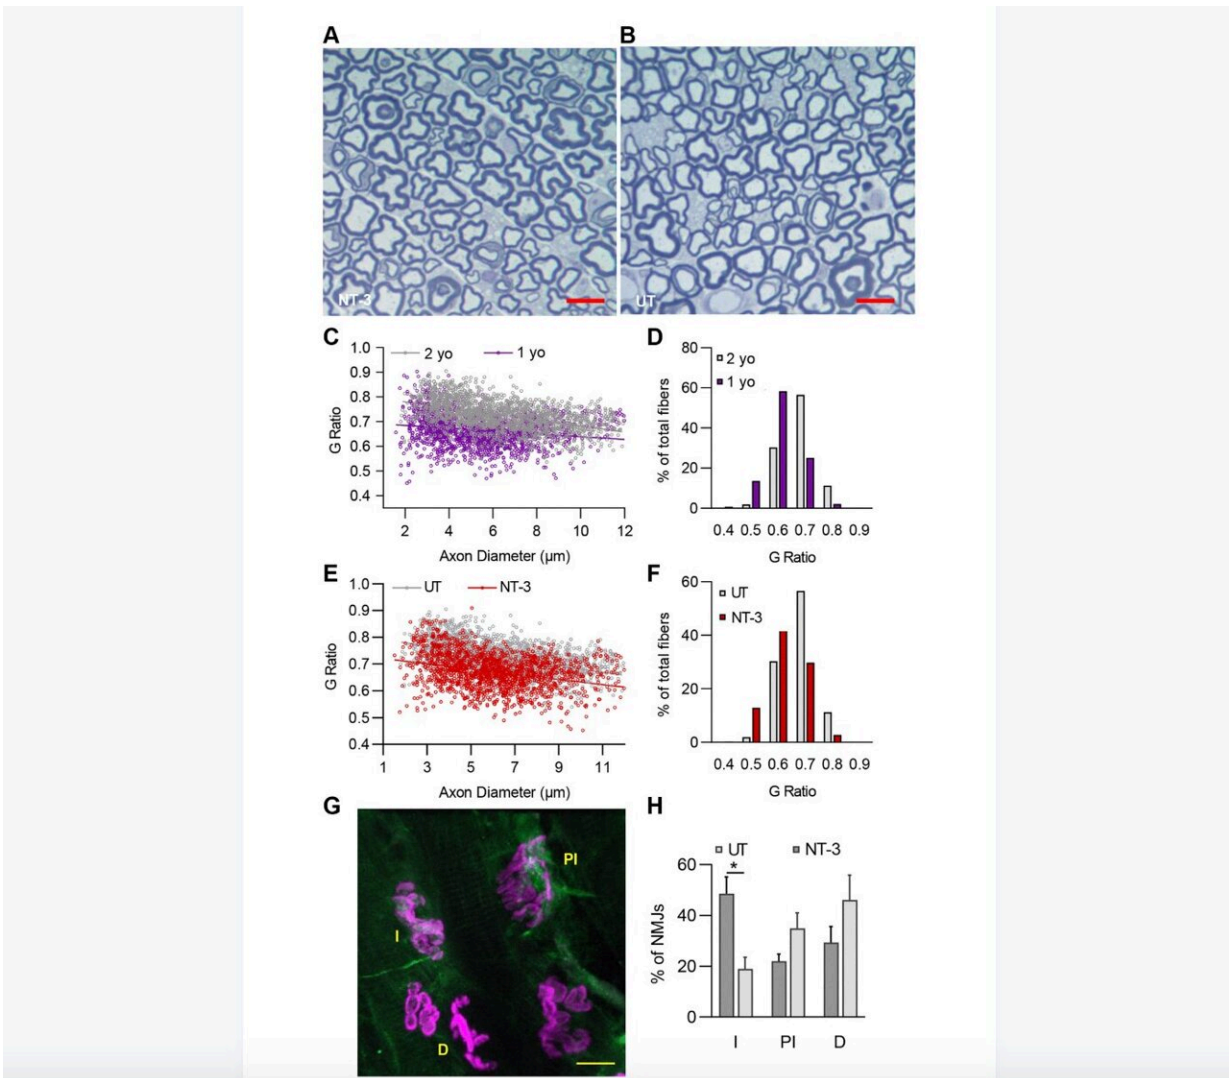 A
B
NT-3
UT
C
1.0
0.9
0.8
0.7
0.6
0.5
0.4
G Ratio
2 yo
1 yo
2 4 6 8 10 12
Axon Diameter (µm)
D
80
60
40
20
0
% of total fibers
2 yo
1 yo
0.4 0.5 0.6 0.7 0.8 0.9
G Ratio
E
1.0
0.9
0.8
0.7
0.6
0.5
0.4
G Ratio
UT
NT-3
1 3 5 7 9 11
Axon Diameter (µm)
F
60
40
20
0
% of total fibers
UT
NT-3
0.4 0.5 0.6 0.7 0.8 0.9
G Ratio
G
PI
I
D
H
UT
NT-3
60
40
20
0
% of NMJs
*
I PI D